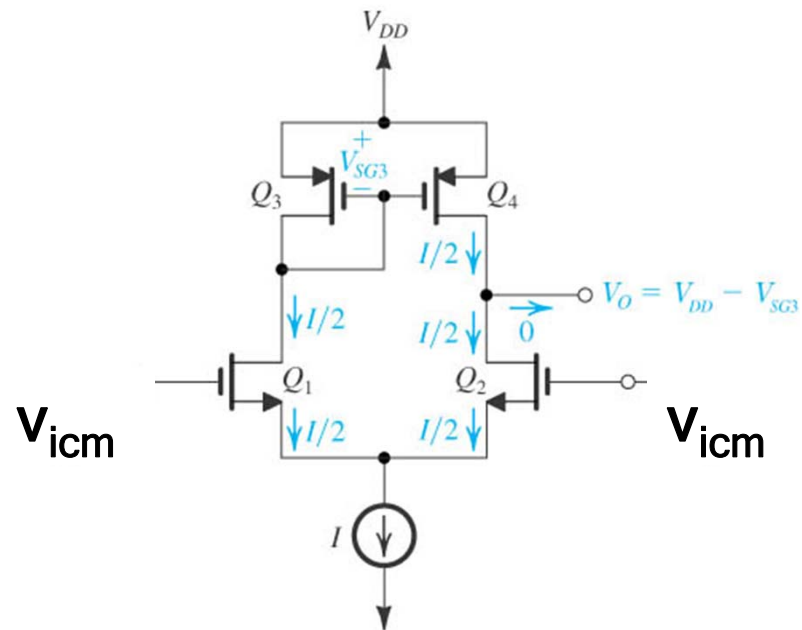 V_DD
+
V_SG3
−
Q_3
Q_4
I/2
V_O = V_DD − V_SG3
I/2
I/2
0
Q_1
Q_2
V_icm
I/2
I/2
V_icm
I